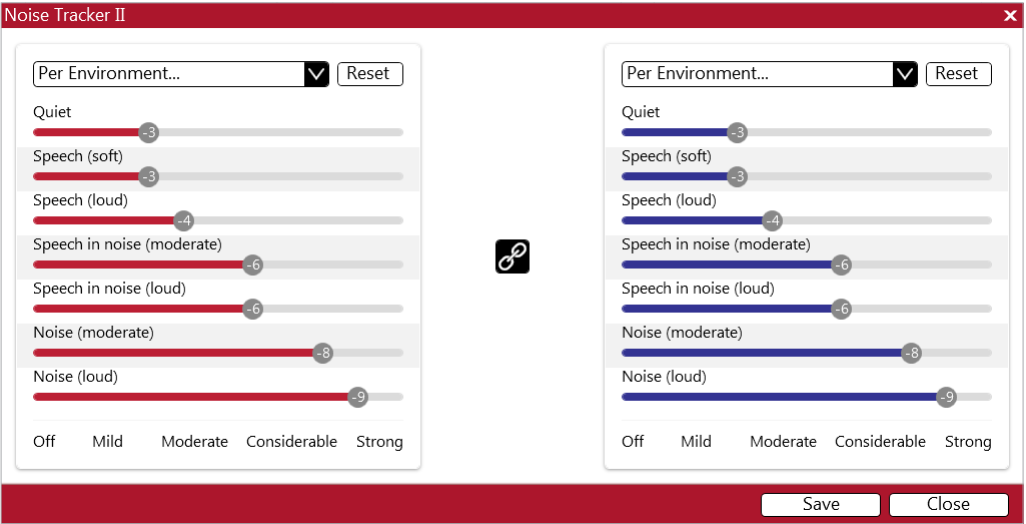 Noise Tracker II
Per Environment...
Reset
Quiet
-3
Speech (soft)
-3
Speech (loud)
-4
Speech in noise (moderate)
-6
Speech in noise (loud)
-6
Noise (moderate)
-8
Noise (loud)
-9
Off Mild Moderate Considerable Strong
Per Environment...
Reset
Quiet
-3
Speech (soft)
-3
Speech (loud)
-4
Speech in noise (moderate)
-6
Speech in noise (loud)
-6
Noise (moderate)
-8
Noise (loud)
-9
Off Mild Moderate Considerable Strong
Save Close